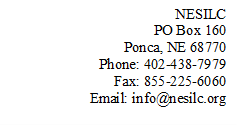 NESILC
PO Box 160
Ponca, NE 68770
Phone: 402-438-7979
Fax: 855-225-6060
Email: info@nesilc.org